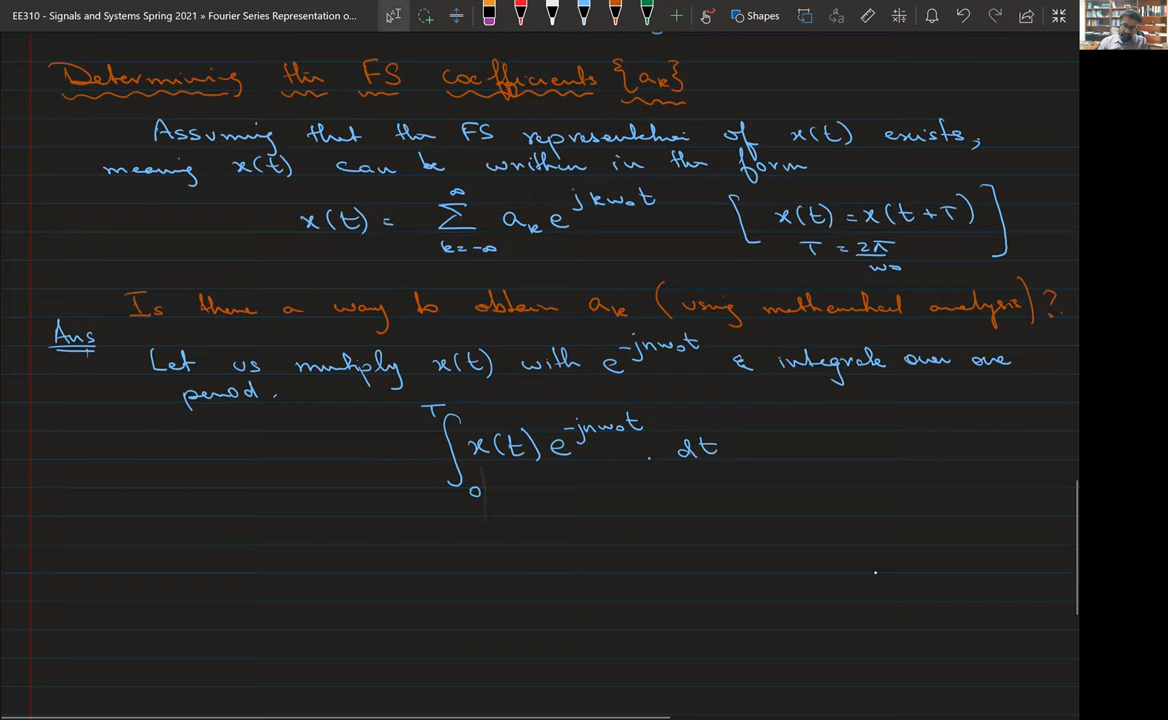 EE310 - Signals and Systems Spring 2021 » Fourier Series Representation o...
Shapes
Determining the FS coefficients {aₖ}
Assuming that the FS representation of x(t) exists,
meaning x(t) can be written in the form
x(t) = ∑_{k=-∞}^{∞} aₖ e^{jkω₀t} [x(t) = x(t+T)
T = 2π/ω₀]
Is there a way to obtain aₖ (using mathematical analysis)?
Ans
Let us multiply x(t) with e^{-jnω₀t} & integrate over one
period.
∫₀ᵀ x(t) e^{-jnω₀t} . dt